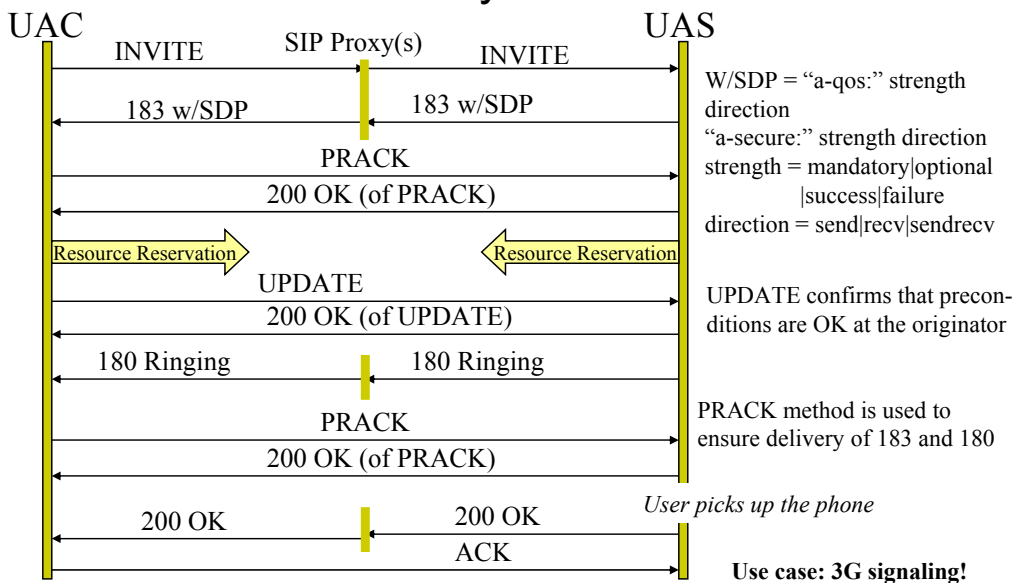 UAC
UAS
INVITE
SIP Proxy(s)
INVITE
183 w/SDP
183 w/SDP
W/SDP = “a-qos:” strength
direction
“a-secure:” strength direction
strength = mandatory|optional
|success|failure
direction = send|recv|sendrecv
PRACK
200 OK (of PRACK)
Resource Reservation
Resource Reservation
UPDATE
200 OK (of UPDATE)
UPDATE confirms that precon-
ditions are OK at the originator
180 Ringing
180 Ringing
PRACK
200 OK (of PRACK)
PRACK method is used to
ensure delivery of 183 and 180
User picks up the phone
200 OK
200 OK
ACK
Use case: 3G signaling!